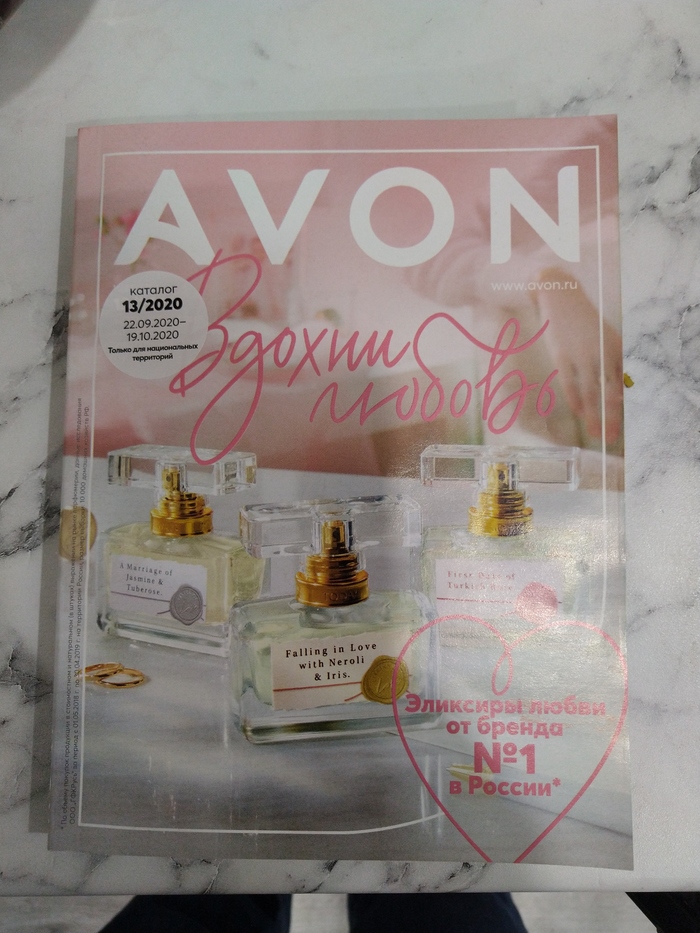 AVON
www.avon.ru
каталог
13/2020
22.09.2020–
19.10.2020
Только для национальных
территорий
Вдохни
любовь
A Marriage of
Jasmine &
Tuberose.
Falling in Love
with Neroli
& Iris.
Эликсиры любви
от бренда
№1
в России*